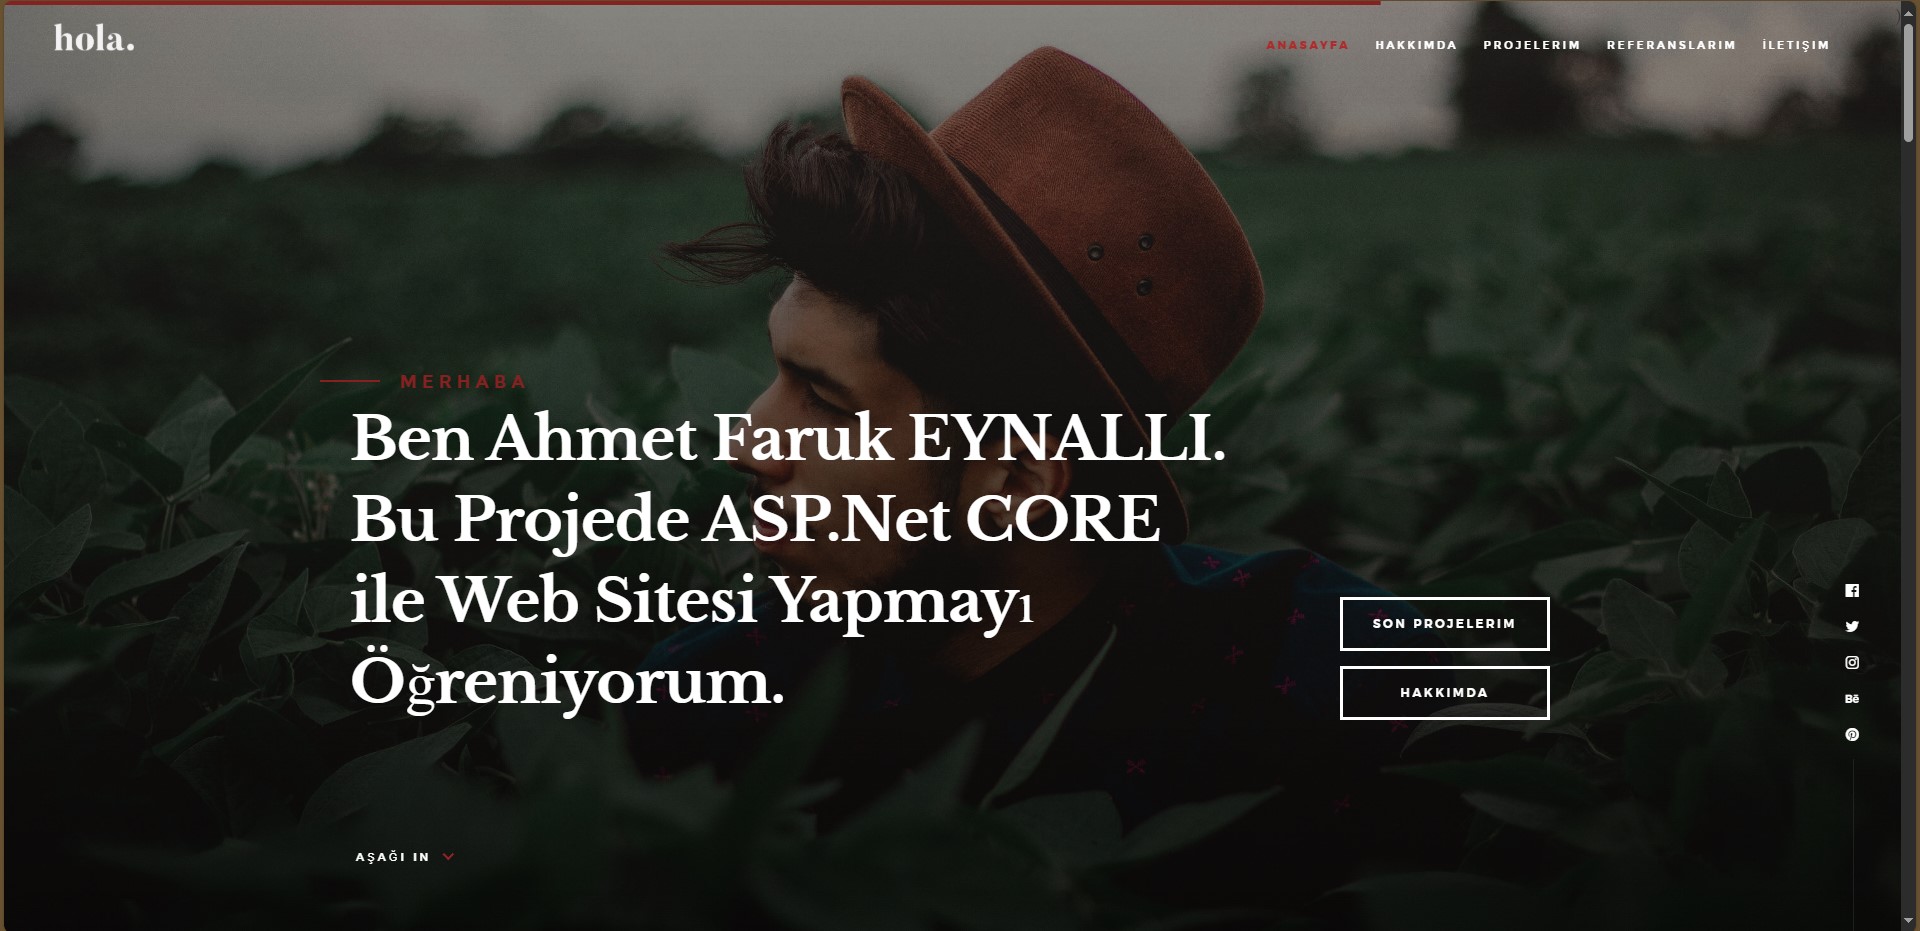 hola.
ANASAYFA HAKKIMDA PROJELERIM REFERANSLARIM İLETIŞIM
MERHABA
Ben Ahmet Faruk EYNALLI.
Bu Projede ASP.Net CORE
ile Web Sitesi Yapmayı
Öğreniyorum.
SON PROJELERIM
HAKKIMDA
Bē
AŞAĞI IN